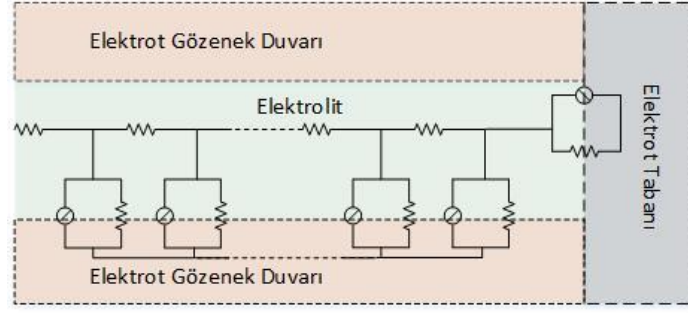 Elektrot Gözenek Duvarı
Elektrolit
Elektrot Tabanı
Elektrot Gözenek Duvarı